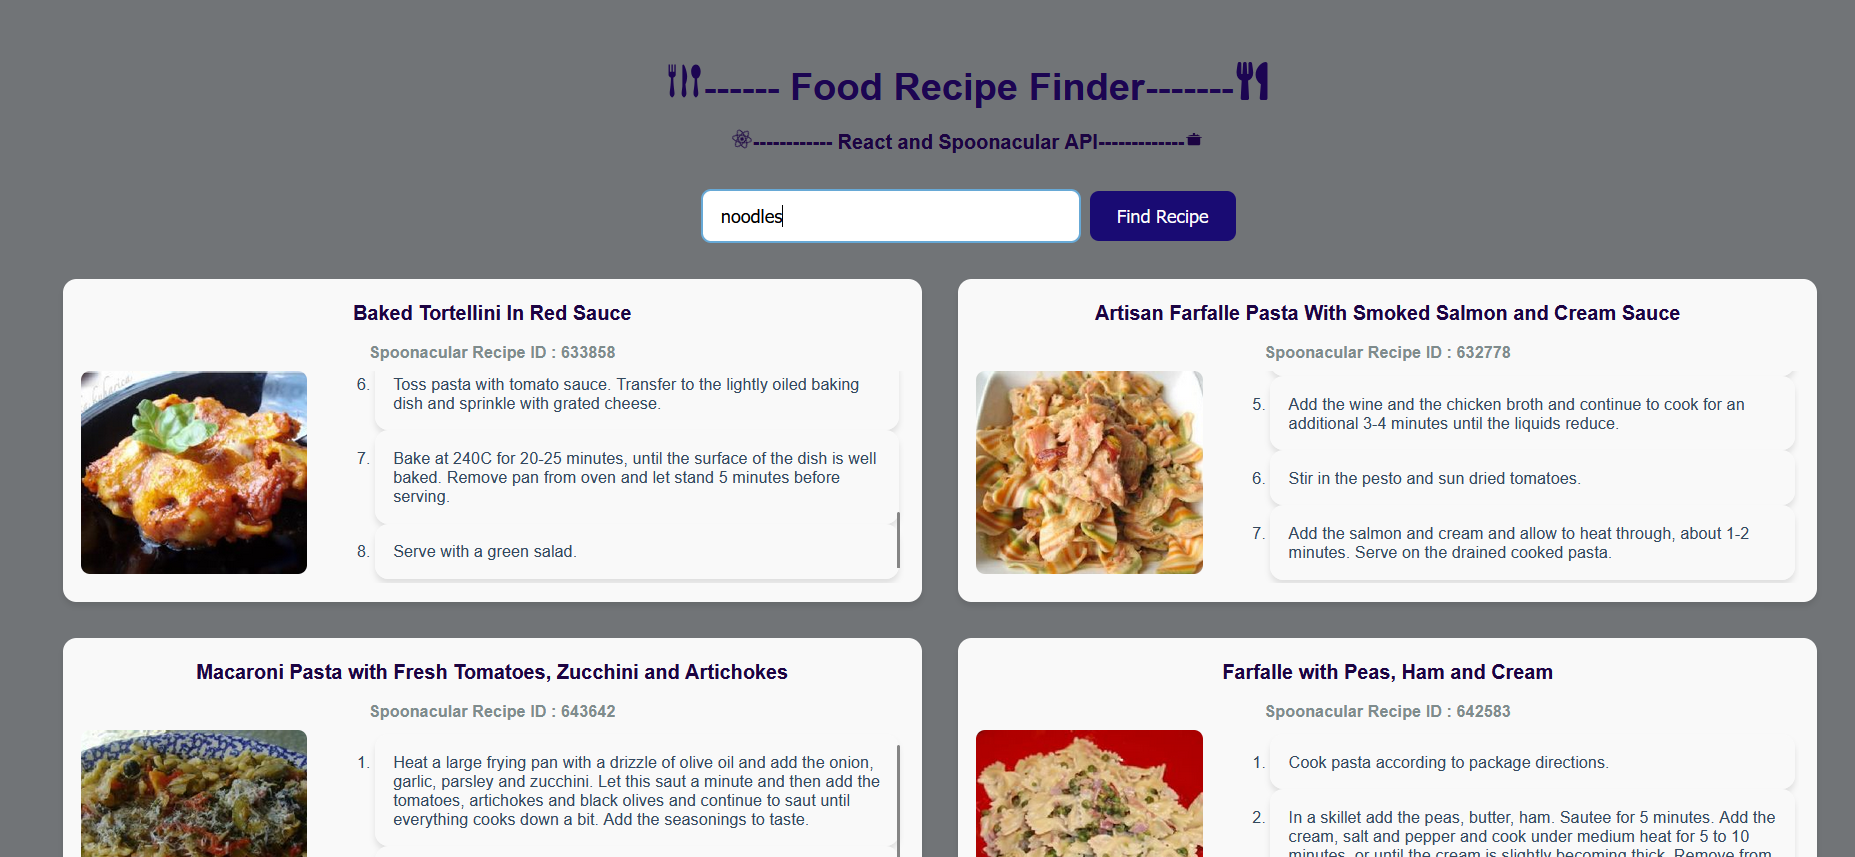 ------ Food Recipe Finder-------
------------ React and Spoonacular API-------------
noodles
Find Recipe
Baked Tortellini In Red Sauce
Spoonacular Recipe ID : 633858
6. Toss pasta with tomato sauce. Transfer to the lightly oiled baking
dish and sprinkle with grated cheese.
7. Bake at 240C for 20-25 minutes, until the surface of the dish is well
baked. Remove pan from oven and let stand 5 minutes before
serving.
8. Serve with a green salad.
Artisan Farfalle Pasta With Smoked Salmon and Cream Sauce
Spoonacular Recipe ID : 632778
5. Add the wine and the chicken broth and continue to cook for an
additional 3-4 minutes until the liquids reduce.
6. Stir in the pesto and sun dried tomatoes.
7. Add the salmon and cream and allow to heat through, about 1-2
minutes. Serve on the drained cooked pasta.
Macaroni Pasta with Fresh Tomatoes, Zucchini and Artichokes
Spoonacular Recipe ID : 643642
1. Heat a large frying pan with a drizzle of olive oil and add the onion,
garlic, parsley and zucchini. Let this saut a minute and then add the
tomatoes, artichokes and black olives and continue to saut until
everything cooks down a bit. Add the seasonings to taste.
Farfalle with Peas, Ham and Cream
Spoonacular Recipe ID : 642583
1. Cook pasta according to package directions.
2. In a skillet add the peas, butter, ham. Sautee for 5 minutes. Add the
cream, salt and pepper and cook under medium heat for 5 to 10
minutes, or until the cream is slightly becoming thick. Remove from